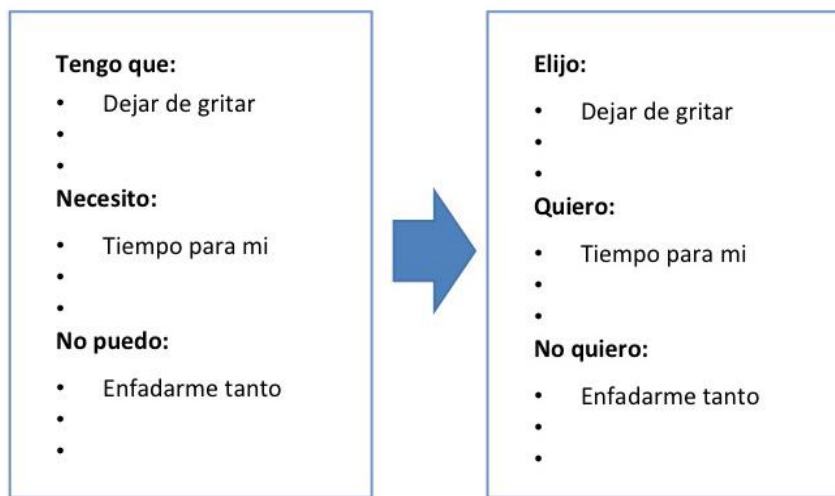 Tengo que:
• Dejar de gritar
•
•
Necesito:
• Tiempo para mi
•
•
No puedo:
• Enfadarme tanto
•
•
Elijo:
• Dejar de gritar
•
•
Quiero:
• Tiempo para mi
•
•
No quiero:
• Enfadarme tanto
•
•